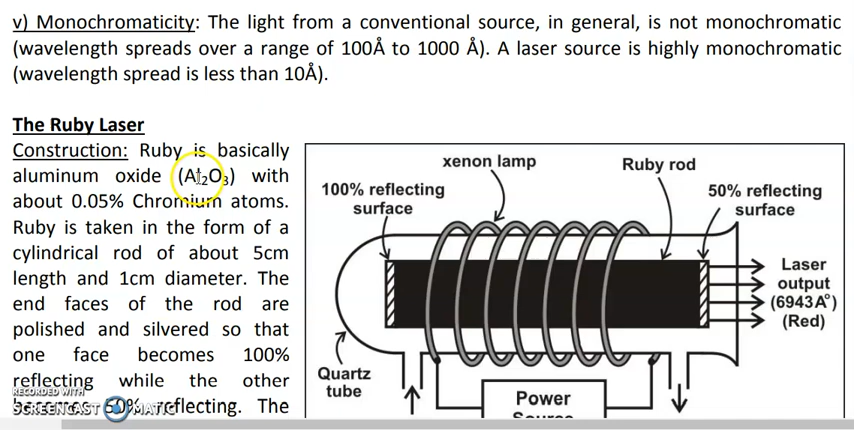 v) Monochromaticity: The light from a conventional source, in general, is not monochromatic
(wavelength spreads over a range of 100Å to 1000 Å). A laser source is highly monochromatic
(wavelength spread is less than 10Å).
The Ruby Laser
Construction: Ruby is basically
aluminum oxide (Al₂O₃) with
about 0.05% Chromium atoms.
Ruby is taken in the form of a
cylindrical rod of about 5cm
length and 1cm diameter. The
end faces of the rod are
polished and silvered so that
one face becomes 100%
reflecting while the other
50% reflecting. The
RECORDED WITH
SCREENCAST MATIC
xenon lamp
Ruby rod
100% reflecting
surface
50% reflecting
surface
Laser
output
(6943A°)
(Red)
Quartz
tube
Power